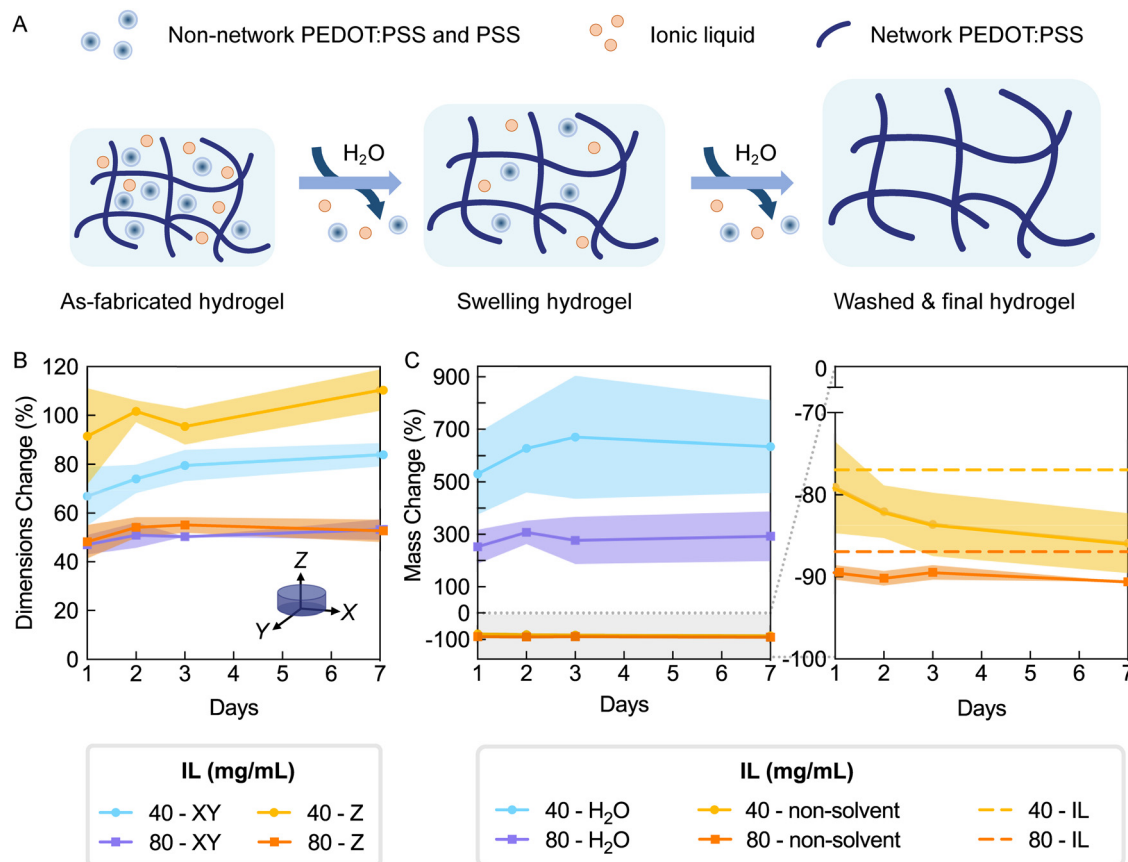 A
Non-network PEDOT:PSS and PSS
Ionic liquid
Network PEDOT:PSS
H₂O
H₂O
As-fabricated hydrogel
Swelling hydrogel
Washed & final hydrogel
B
Dimensions Change (%)
120
100
80
60
40
20
0
Z
Y
X
1 2 3 4 5 6 7
Days
C
Mass Change (%)
900
700
500
300
100
0
-100
1 2 3 4 5 6 7
Days
0
-70
-80
-90
-100
1 2 3 4 5 6 7
Days
IL (mg/mL)
40 - XY 40 - Z
80 - XY 80 - Z
IL (mg/mL)
40 - H₂O 40 - non-solvent 40 - IL
80 - H₂O 80 - non-solvent 80 - IL